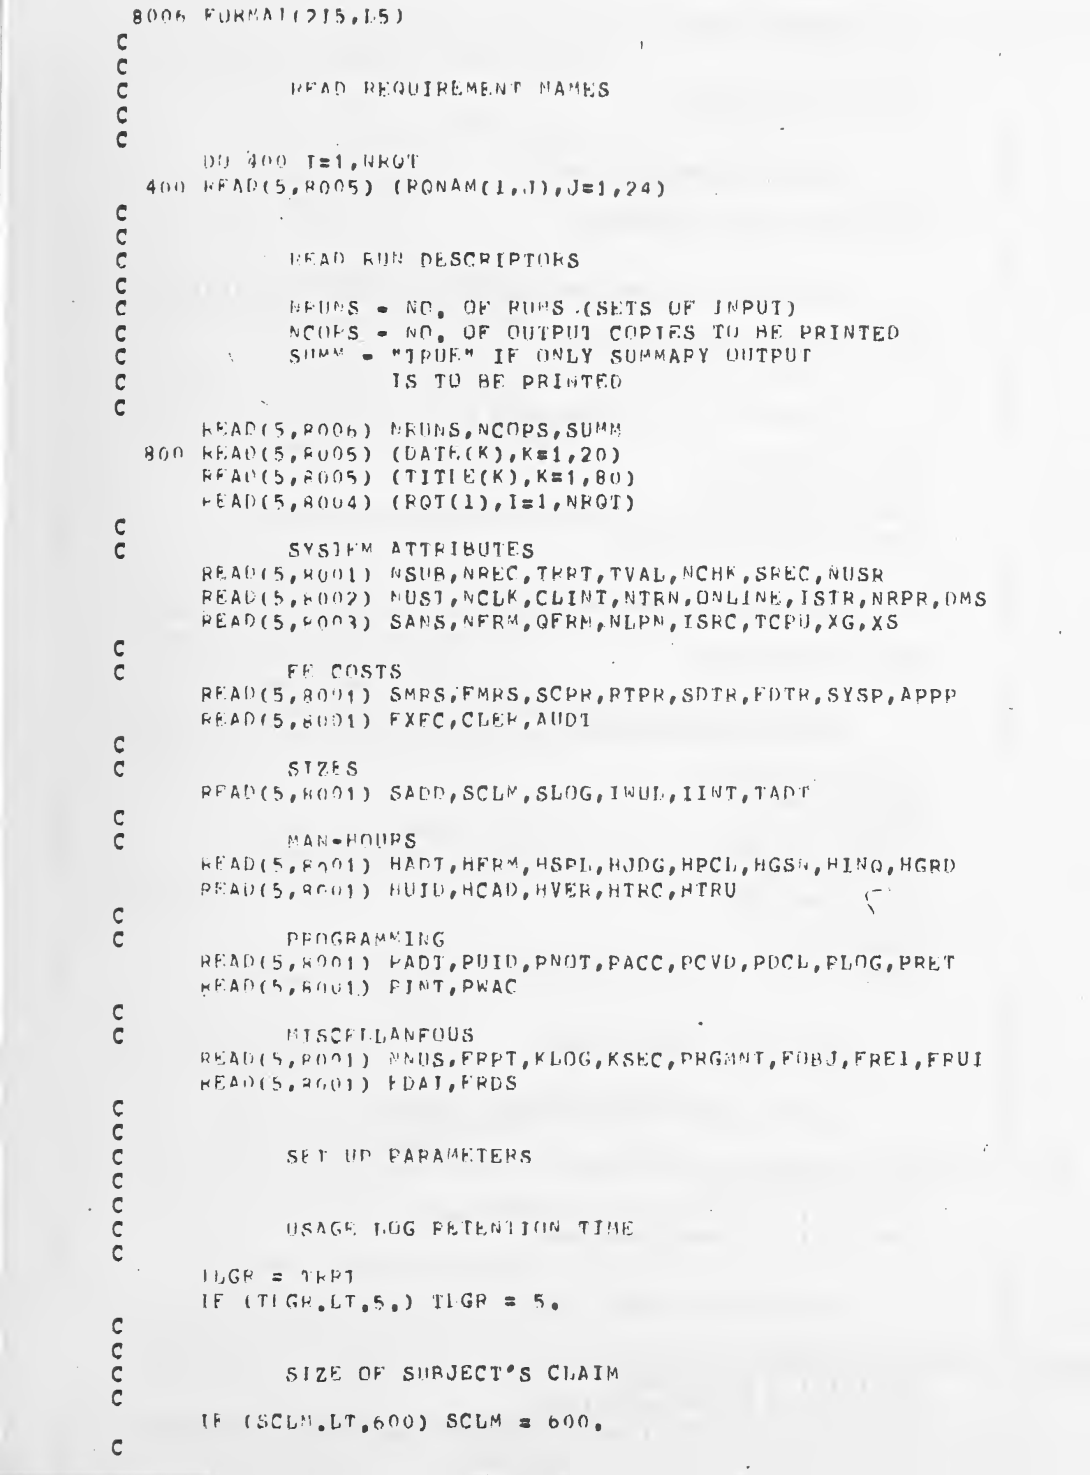 8006 FORMAT(2I5,L5)
C
C
C            READ REQUIREMENT NAMES
C
C
      DO 400 I=1,NRQT
  400 READ(5,8005) (RQNAM(I,J),J=1,24)
C
C
C            READ RUN DESCRIPTORS
C
C            NRUNS - NO. OF RUNS (SETS OF INPUT)
C            NCOPS - NO. OF OUTPUT COPIES TO BE PRINTED
C            SUMM - "TRUE" IF ONLY SUMMARY OUTPUT
C                   IS TO BE PRINTED
C
      READ(5,8006) NRUNS,NCOPS,SUMM
  800 READ(5,8005) (DATE(K),K=1,20)
      READ(5,8005) (TITLE(K),K=1,80)
      READ(5,8004) (RQT(I),I=1,NRQT)
C
C            SYSTEM ATTRIBUTES
      READ(5,8001) NSUB,NREC,TRPT,TVAL,NCHK,SREC,NUSR
      READ(5,8002) NUST,NCLK,CLINT,NTRN,ONLINE,ISTR,NRPR,DMS
      READ(5,8003) SANS,NFRM,QFRM,NLPN,ISRC,TCPU,XG,XS
C
C            FE COSTS
      READ(5,8001) SMRS,FMRS,SCPR,PTPR,SDTR,FDTR,SYSP,APPP
      READ(5,8001) FXFC,CLER,AUDT
C
C            SIZES
      READ(5,8001) SADD,SCLM,SLOG,IWUL,IINT,TADT
C
C            MAN-HOURS
      READ(5,8001) HADT,HFRM,HSPL,HJDG,HPCL,HGSN,HINQ,HGRD
      READ(5,8001) HUID,HCAD,HVER,HTRC,HTRU
C
C            PROGRAMMING
      READ(5,8001) PADT,PUID,PNOT,PACC,PCVD,PDCL,PLOG,PRET
      READ(5,8001) PINT,PWAC
C
C            MISCELLANEOUS
      READ(5,8001) NNUS,FRPT,KLOG,KSEC,PRGMNT,FOBJ,FREI,FRUI
      READ(5,8001) FDAT,FRDS
C
C
C            SET UP PARAMETERS
C
C
C            USAGE LOG RETENTION TIME
C
      TLGR = TRPT
      IF (TLGR.LT.5.) TLGR = 5.
C
C
C            SIZE OF SUBJECT'S CLAIM
C
      IF (SCLM.LT.600) SCLM = 600.
C